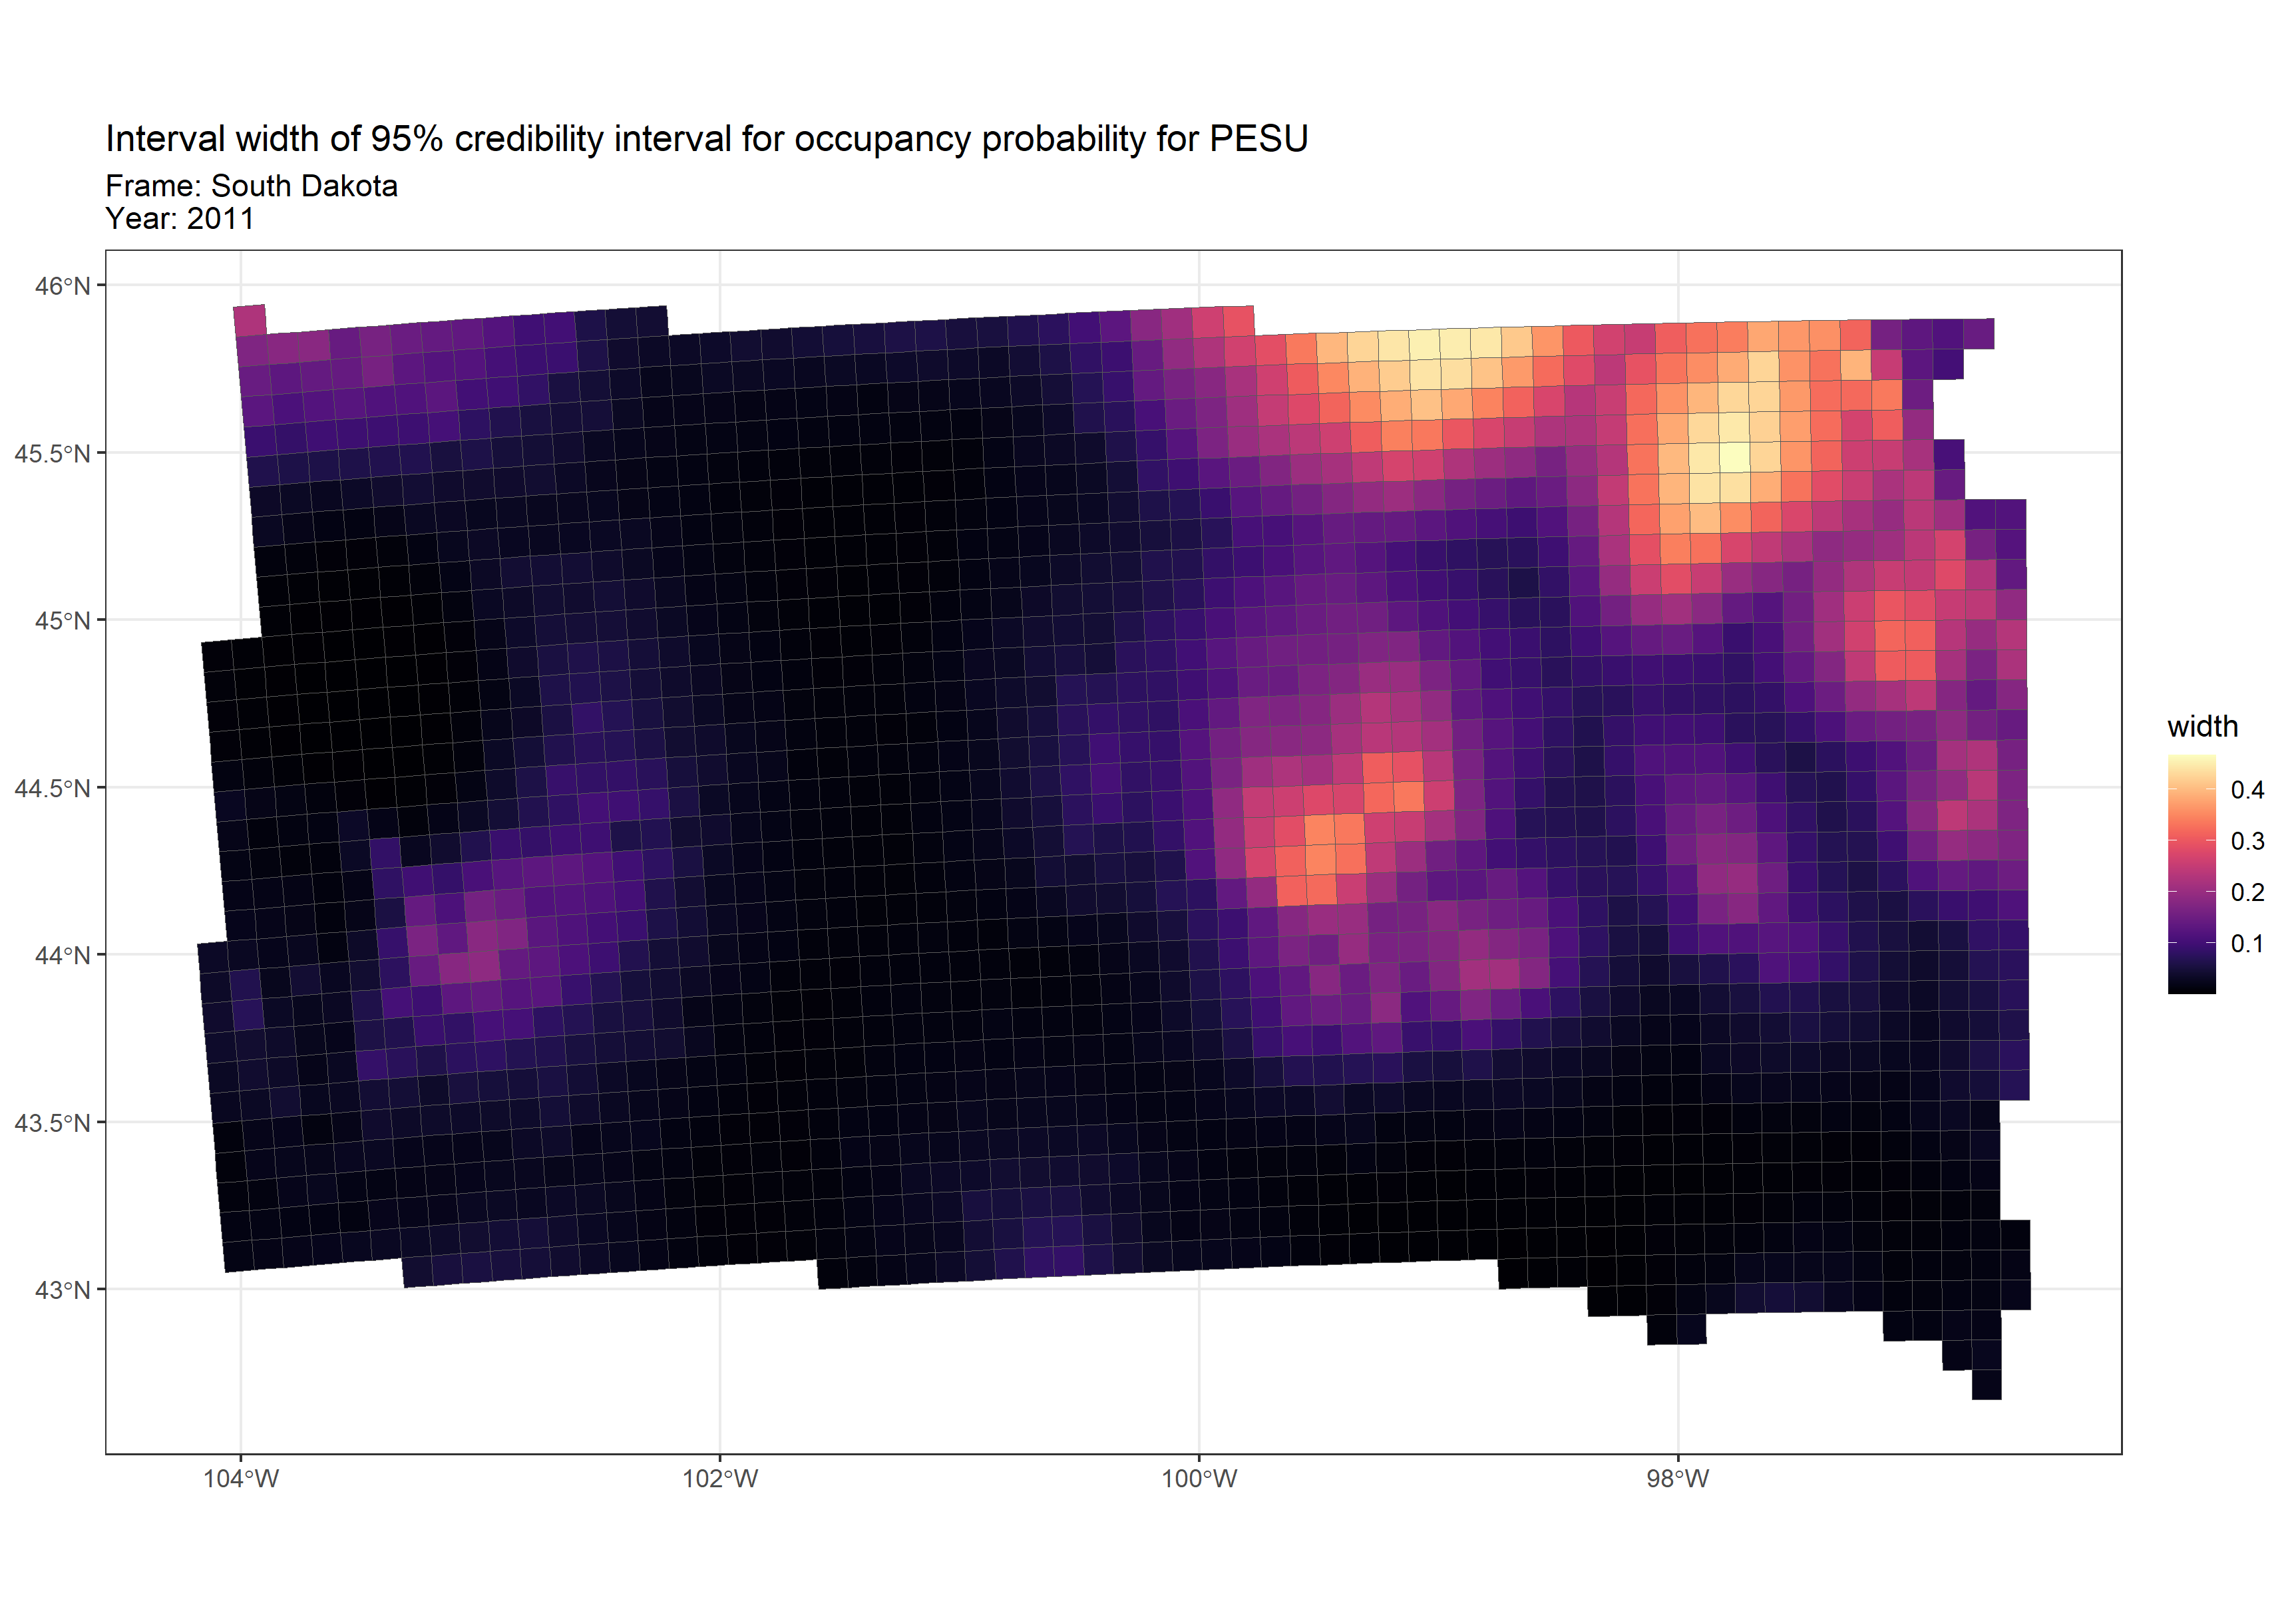 Interval width of 95% credibility interval for occupancy probability for PESU
Frame: South Dakota
Year: 2011
46°N
45.5°N
45°N
44.5°N
44°N
43.5°N
43°N
104°W
102°W
100°W
98°W
width
0.4
0.3
0.2
0.1